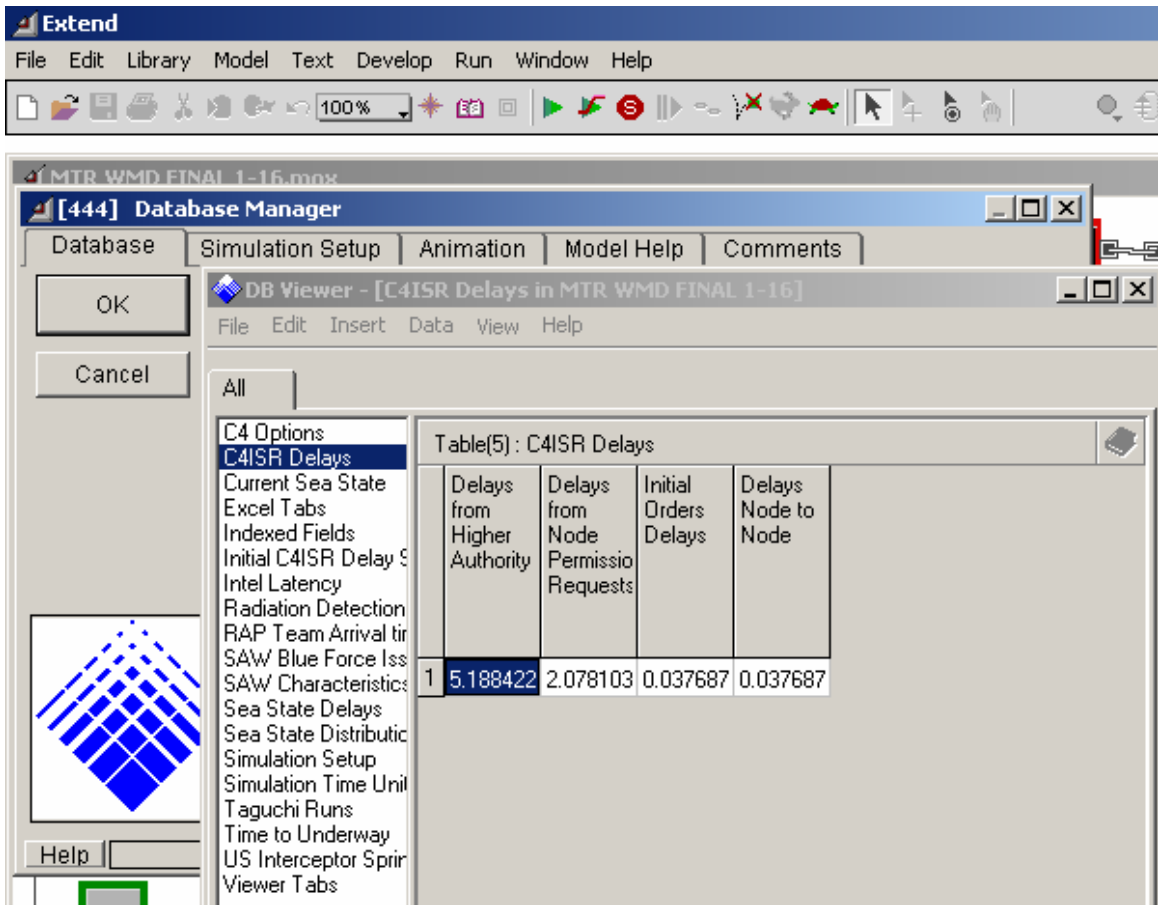 Extend
File Edit Library Model Text Develop Run Window Help
100%
MTR WMD FINAL 1-16.mox
[444] Database Manager
Database Simulation Setup Animation Model Help Comments
OK
Cancel
DB Viewer - [C4ISR Delays in MTR WMD FINAL 1-16]
File Edit Insert Data View Help
All
C4 Options
C4ISR Delays
Current Sea State
Excel Tabs
Indexed Fields
Initial C4ISR Delay S
Intel Latency
Radiation Detection
RAP Team Arrival tir
SAW Blue Force Iss
SAW Characteristics
Sea State Delays
Sea State Distributic
Simulation Setup
Simulation Time Unit
Taguchi Runs
Time to Underway
US Interceptor Sprin
Viewer Tabs
Table(5) : C4ISR Delays
Delays from Higher Authority
Delays from Node Permissio Requests
Initial Orders Delays
Delays Node to Node
1 5.188422 2.078103 0.037687 0.037687
Help